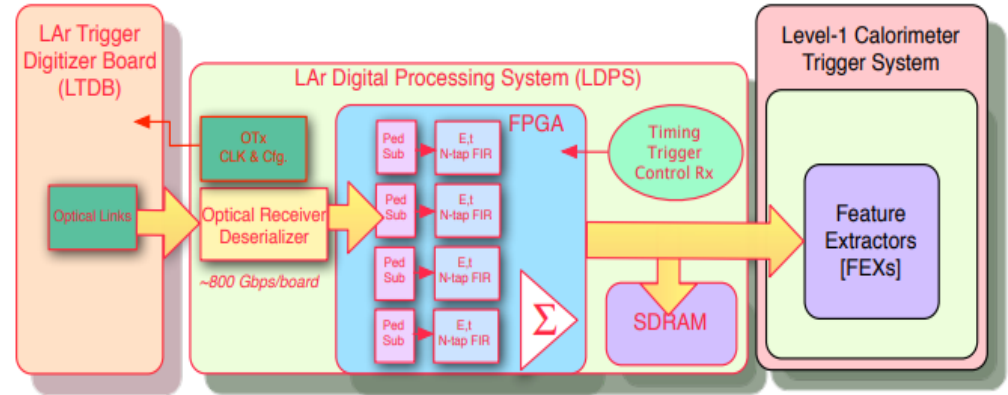 LAr Trigger
Digitizer Board
(LTDB)
Optical Links
LAr Digital Processing System (LDPS)
OTx
CLK & Cfg.
Optical Receiver
Deserializer
~800 Gbps/board
FPGA
Ped
Sub
E,t
N-tap FIR
Ped
Sub
E,t
N-tap FIR
Ped
Sub
E,t
N-tap FIR
Ped
Sub
E,t
N-tap FIR
Σ
Timing
Trigger
Control Rx
SDRAM
Level-1 Calorimeter
Trigger System
Feature
Extractors
[FEXs]